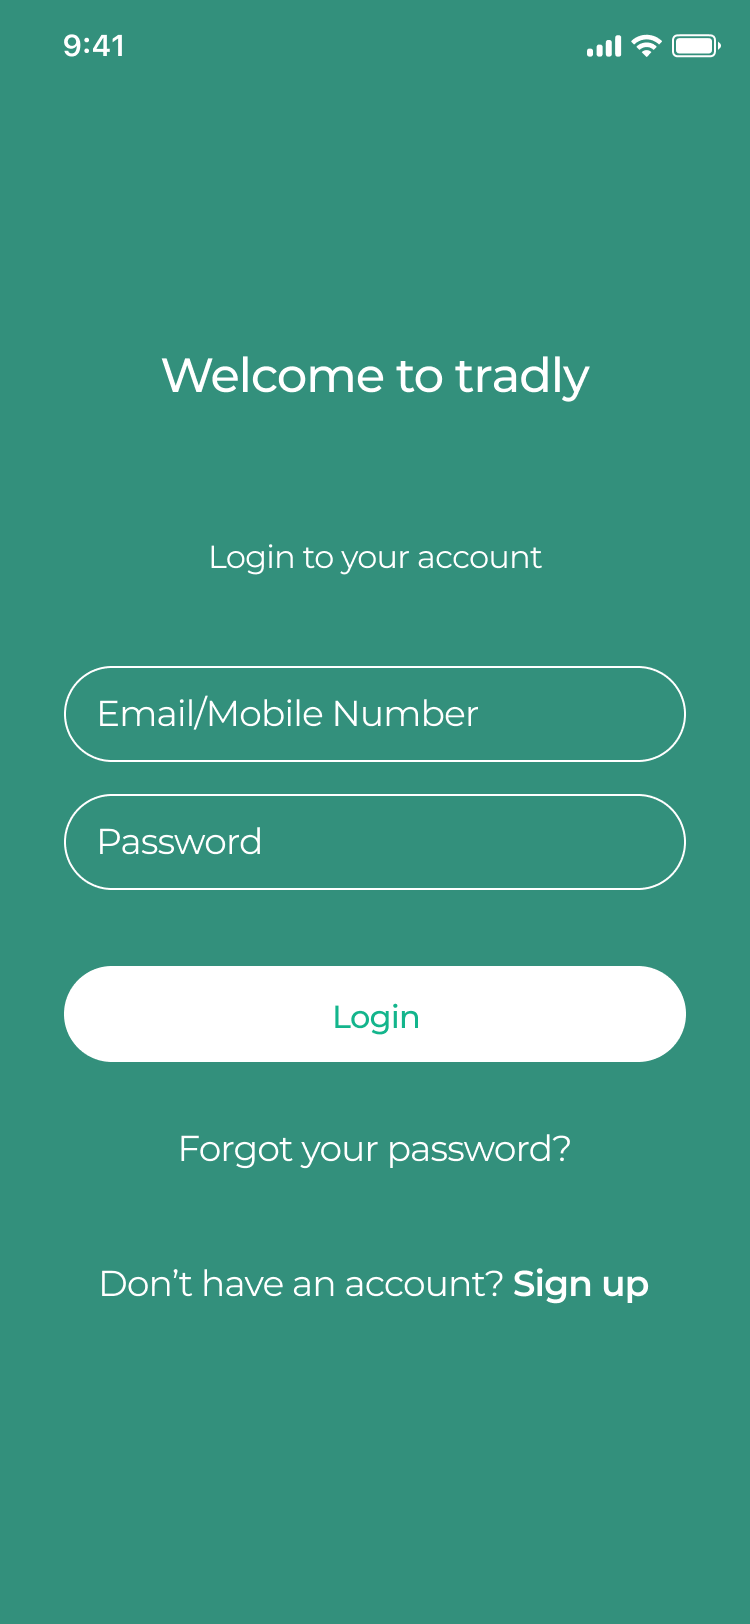 9:41
Welcome to tradly
Login to your account
Email/Mobile Number
Password
Login
Forgot your password?
Don’t have an account? Sign up